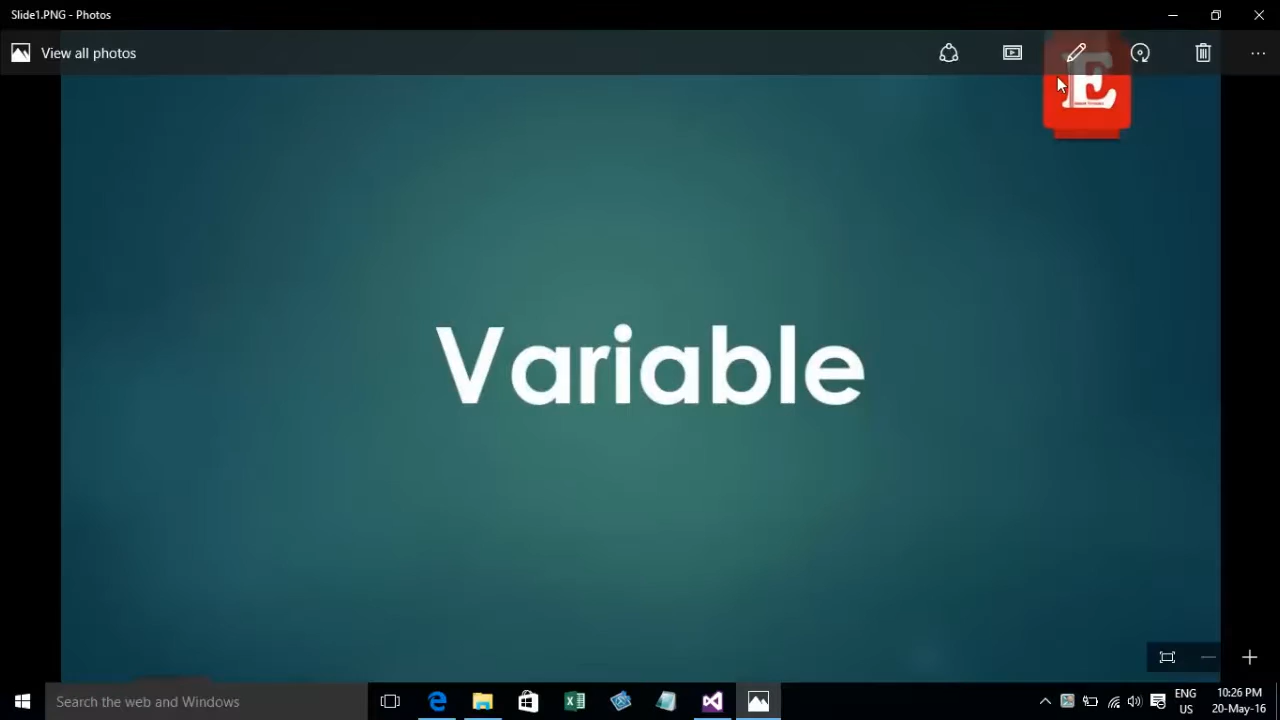 Slide1.PNG - Photos
View all photos
E
Variable
Search the web and Windows
ENG
US
10:26 PM
20-May-16